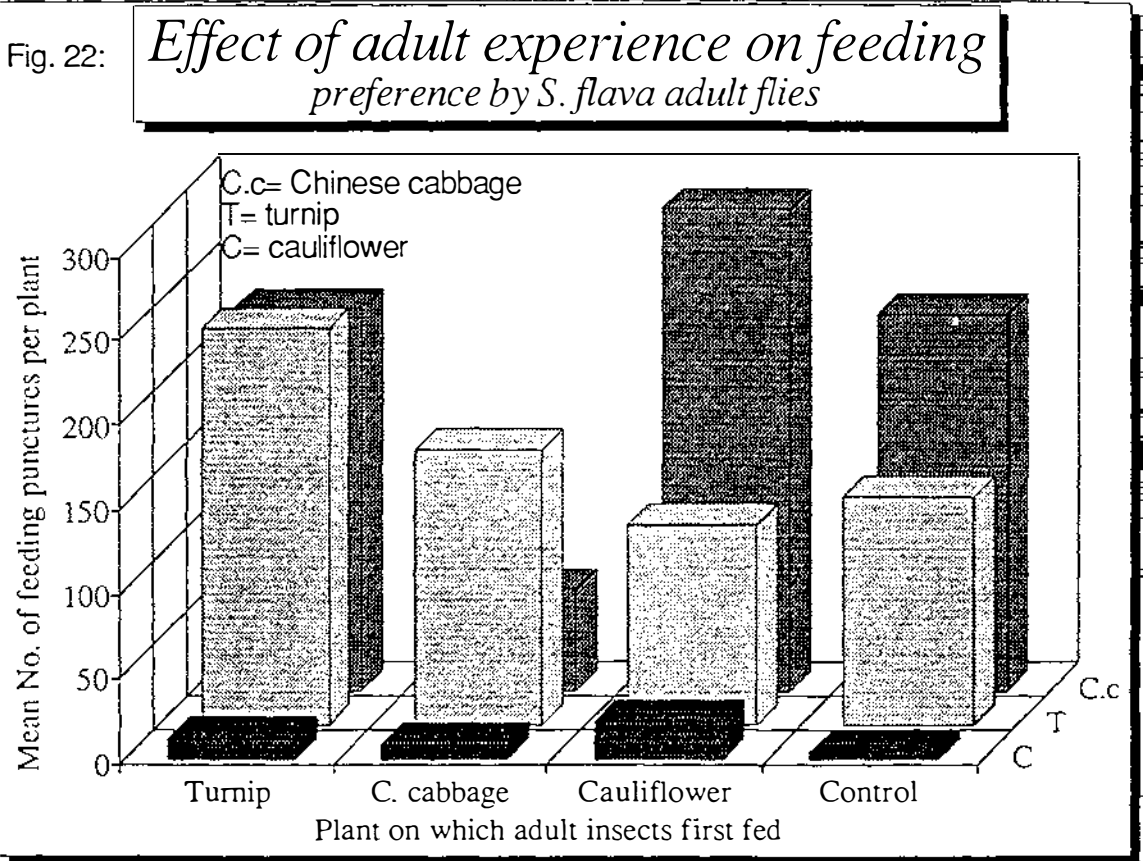 Fig. 22:
Effect of adult experience on feeding
preference by S. flava adult flies
C.c= Chinese cabbage
T= turnip
C= cauliflower
Mean No. of feeding punctures per plant
300
250
200
150
100
50
0
C.c
T
C
Turnip C. cabbage Cauliflower Control
Plant on which adult insects first fed